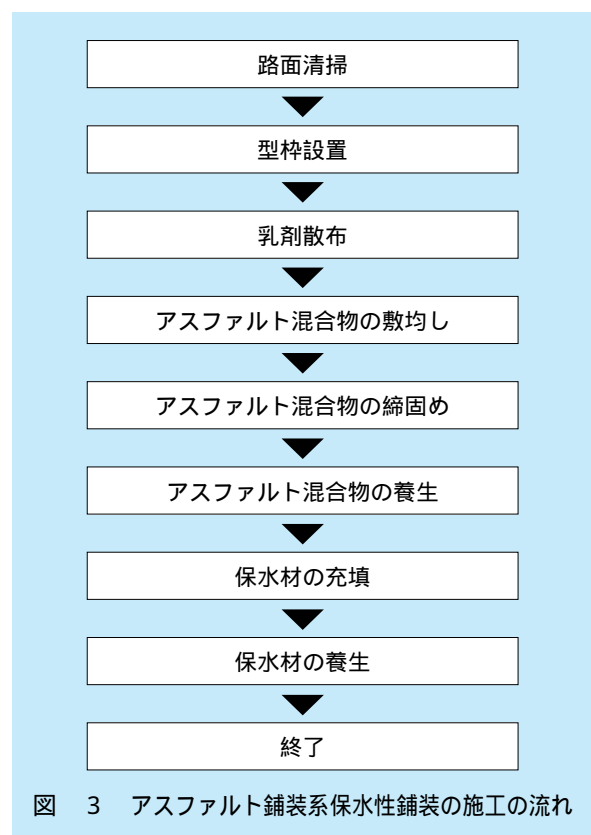 路面清掃
型枠設置
乳剤散布
アスファルト混合物の敷均し
アスファルト混合物の締固め
アスファルト混合物の養生
保水材の充填
保水材の養生
終了
図 3 アスファルト鋪装系保水性鋪装の施工の流れ